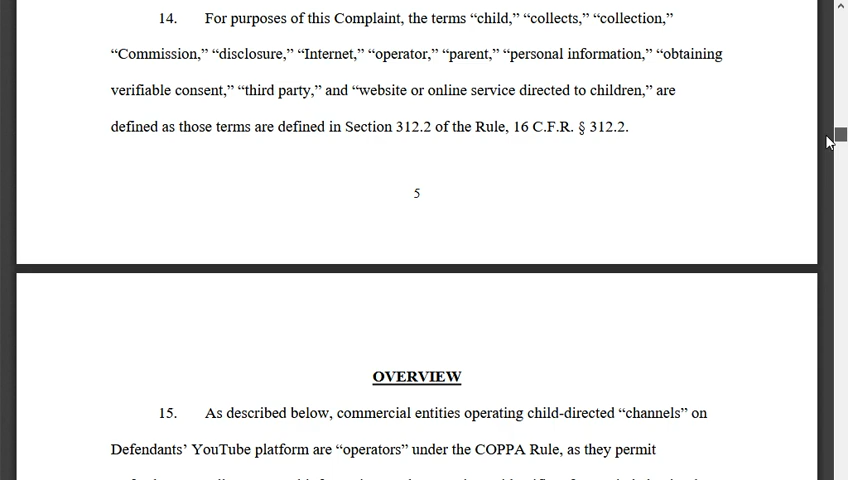 14. For purposes of this Complaint, the terms “child,” “collects,” “collection,”
“Commission,” “disclosure,” “Internet,” “operator,” “parent,” “personal information,” “obtaining
verifiable consent,” “third party,” and “website or online service directed to children,” are
defined as those terms are defined in Section 312.2 of the Rule, 16 C.F.R. § 312.2.
5
OVERVIEW
15. As described below, commercial entities operating child-directed “channels” on
Defendants’ YouTube platform are “operators” under the COPPA Rule, as they permit